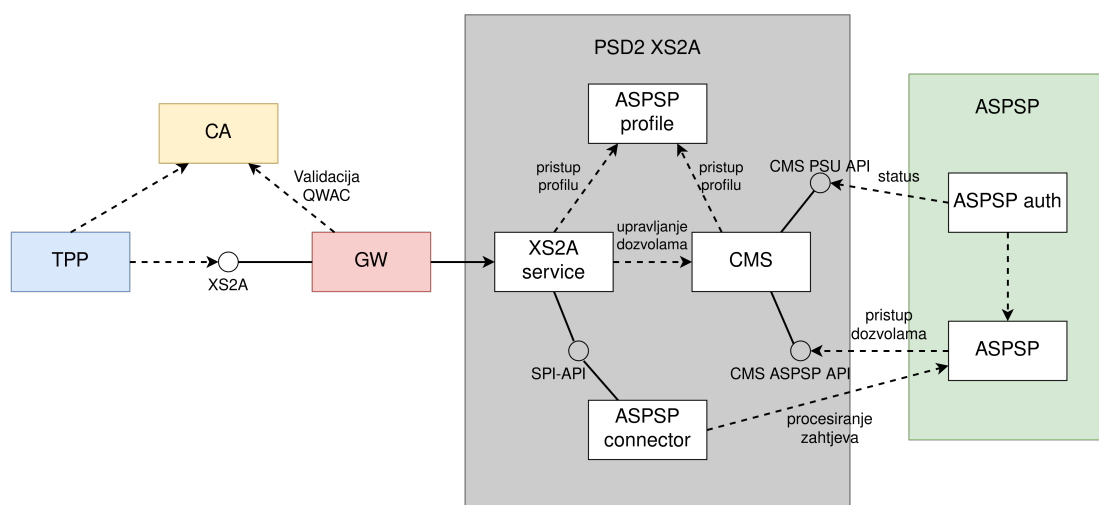 PSD2 XS2A
ASPSP
profile
ASPSP
CA
pristup
profilu
pristup
profilu
CMS PSU API
status
Validacija
QWAC
ASPSP auth
TPP
XS2A
GW
XS2A
service
upravljanje
dozvolama
CMS
pristup
dozvolama
ASPSP
SPI-API
CMS ASPSP API
ASPSP
connector
procesiranje
zahtjeva